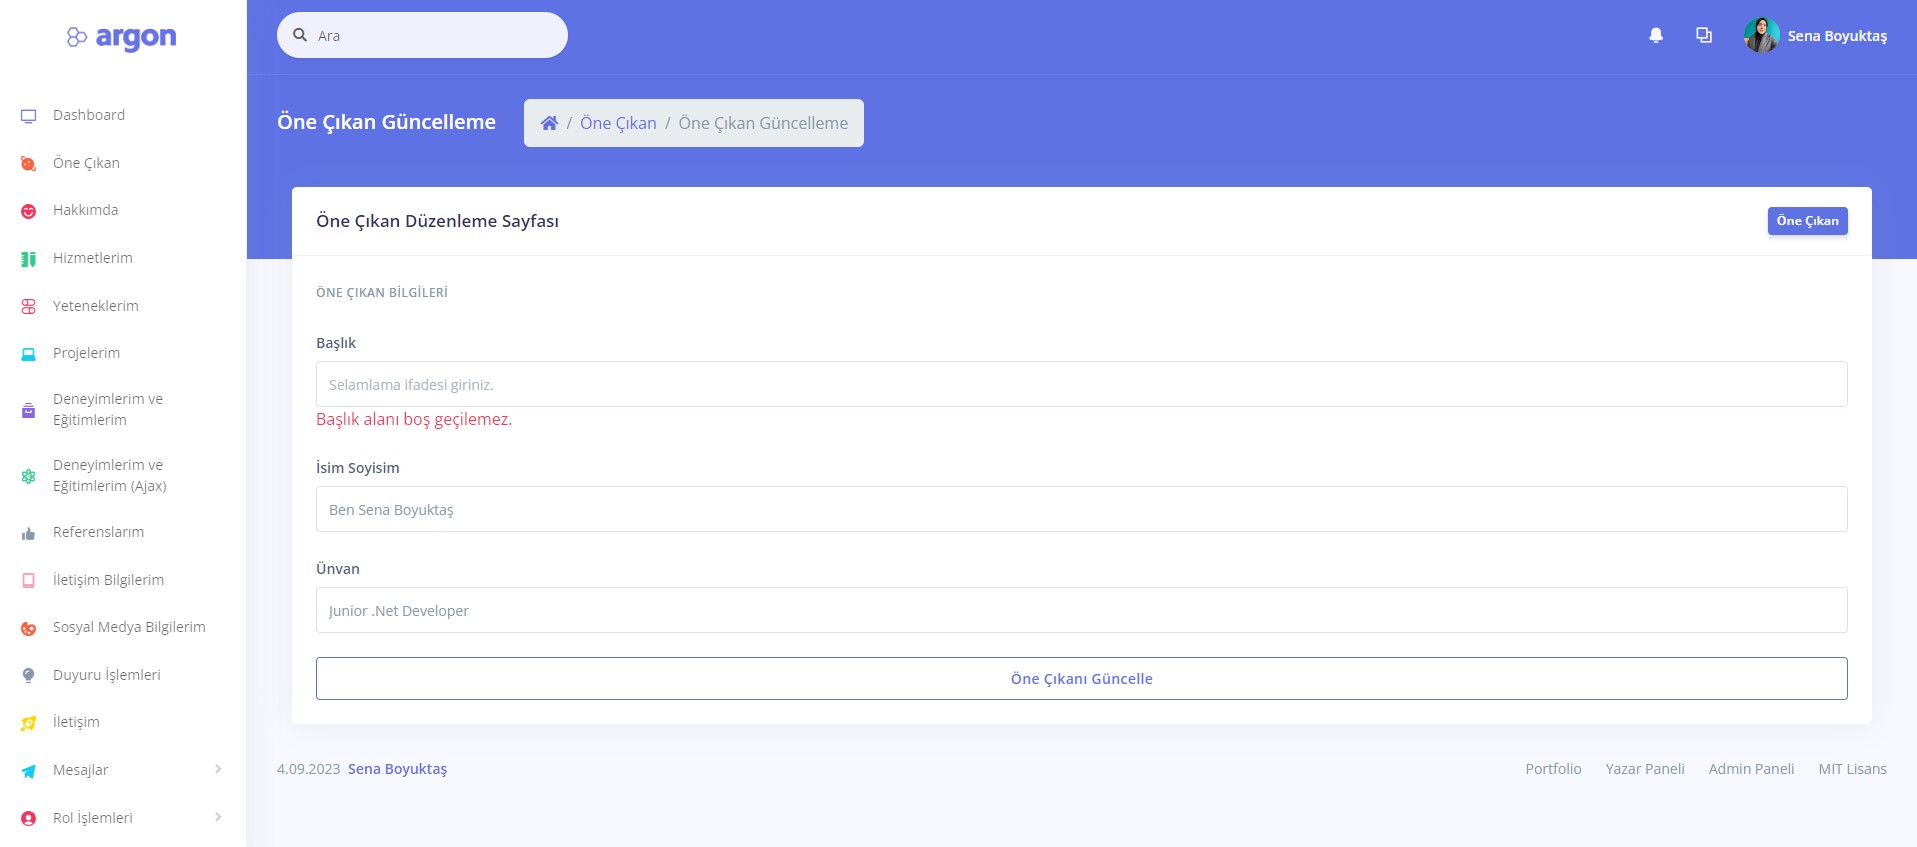 argon
Ara
Sena Boyuktaş
Dashboard
Öne Çıkan
Hakkımda
Hizmetlerim
Yeteneklerim
Projelerim
Deneyimlerim ve
Eğitimlerim
Deneyimlerim ve
Eğitimlerim (Ajax)
Referenslarım
İletişim Bilgilerim
Sosyal Medya Bilgilerim
Duyuru İşlemleri
İletişim
Mesajlar
Rol İşlemleri
Öne Çıkan Güncelleme
/ Öne Çıkan / Öne Çıkan Güncelleme
Öne Çıkan Düzenleme Sayfası
Öne Çıkan
ÖNE ÇIKAN BİLGİLERİ
Başlık
Selamlama ifadesi giriniz.
Başlık alanı boş geçilemez.
İsim Soyisim
Ben Sena Boyuktaş
Ünvan
Junior .Net Developer
Öne Çıkanı Güncelle
4.09.2023 Sena Boyuktaş
Portfolio Yazar Paneli Admin Paneli MIT Lisans